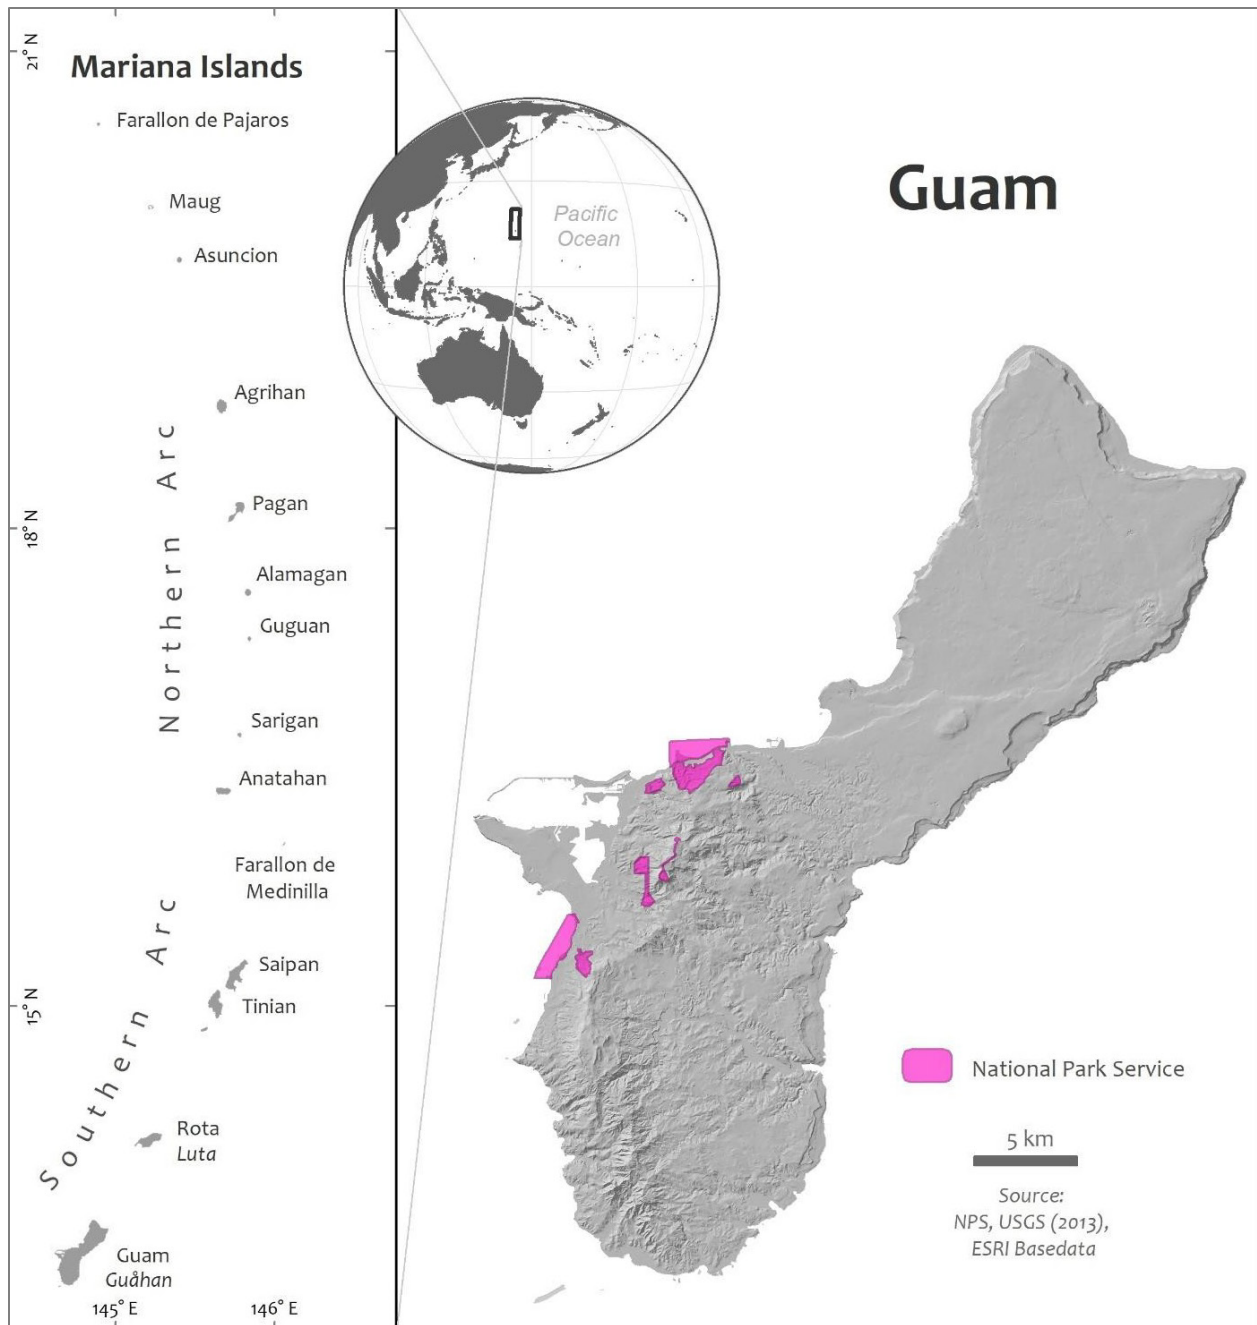 Mariana Islands
21° N
Farallon de Pajaros
Maug
Asuncion
Agrihan
Northern Arc
Pagan
18° N
Alamagan
Guguan
Sarigan
Anatahan
Farallon de
Medinilla
Southern Arc
Saipan
15° N
Tinian
Rota
Luta
Guam
Guåhan
145° E
146° E
Pacific
Ocean
Guam
National Park Service
5 km
Source:
NPS, USGS (2013),
ESRI Basedata